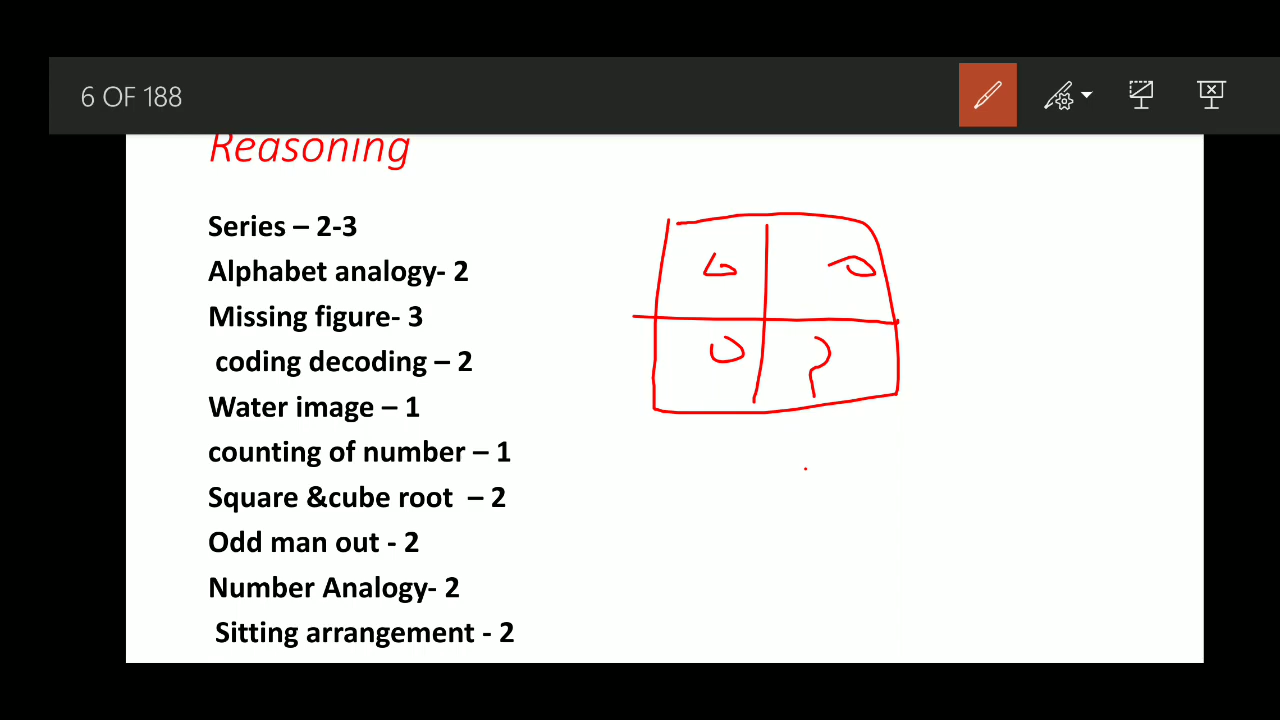 6 OF 188
Reasoning
Series – 2-3
Alphabet analogy- 2
Missing figure- 3
coding decoding – 2
Water image – 1
counting of number – 1
Square &cube root – 2
Odd man out - 2
Number Analogy- 2
Sitting arrangement - 2
?